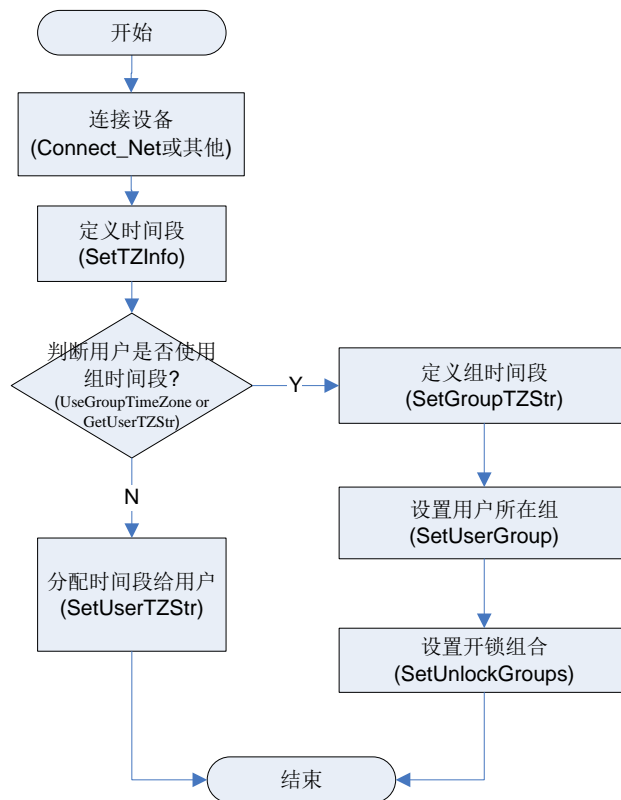 开始
连接设备
(Connect_Net或其他)
定义时间段
(SetTZInfo)
判断用户是否使用
组时间段?
(UseGroupTimeZone or
GetUserTZStr)
Y
定义组时间段
(SetGroupTZStr)
N
设置用户所在组
(SetUserGroup)
分配时间段给用户
(SetUserTZStr)
设置开锁组合
(SetUnlockGroups)
结束